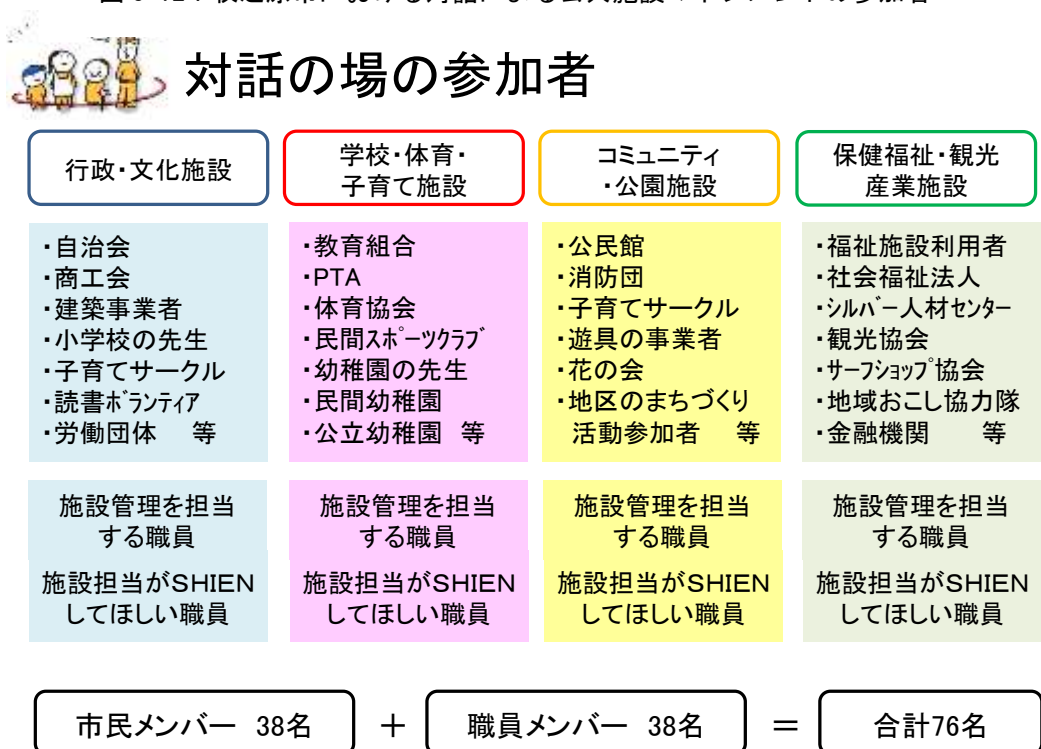 対話の場の参加者
行政・文化施設
学校・体育・
子育て施設
コミュニティ
・公園施設
保健福祉・観光
産業施設
・自治会
・商工会
・建築事業者
・小学校の先生
・子育てサークル
・読書ﾎﾞﾗﾝﾃｨｱ
・労働団体 等
・教育組合
・PTA
・体育協会
・民間ｽﾎﾟｰﾂｸﾗﾌﾞ
・幼稚園の先生
・民間幼稚園
・公立幼稚園 等
・公民館
・消防団
・子育てサークル
・遊具の事業者
・花の会
・地区のまちづくり
活動参加者 等
・福祉施設利用者
・社会福祉法人
・ｼﾙﾊﾞｰ人材ｾﾝﾀｰ
・観光協会
・ｻｰﾌｼｮｯﾌﾟ協会
・地域おこし協力隊
・金融機関 等
施設管理を担当
する職員
施設担当がSHIEN
してほしい職員
施設管理を担当
する職員
施設担当がSHIEN
してほしい職員
施設管理を担当
する職員
施設担当がSHIEN
してほしい職員
施設管理を担当
する職員
施設担当がSHIEN
してほしい職員
市民メンバー 38名 ＋ 職員メンバー 38名 ＝ 合計76名